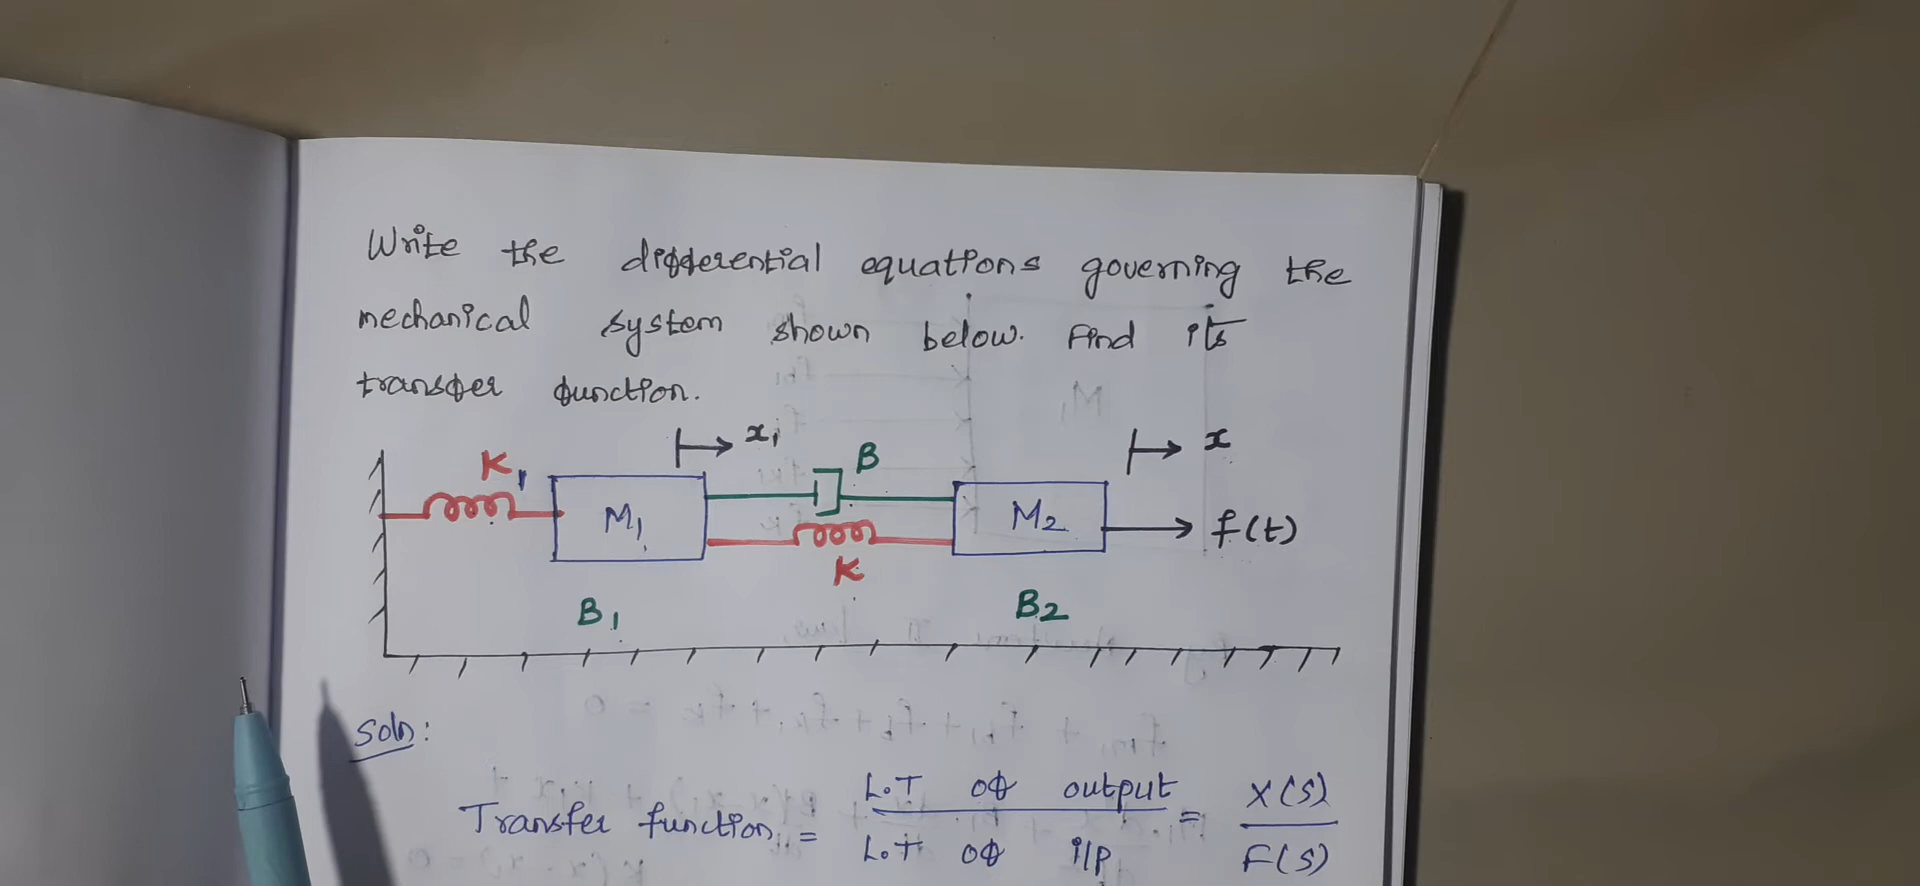 Write the differential equations governing the
mechanical system shown below. Find its
transfer function.
x1
x
K1
B
M1
M2
f(t)
K
B1
B2
Soln:
Transfer function = L.T of output / L.T of i/p = X(s) / F(s)